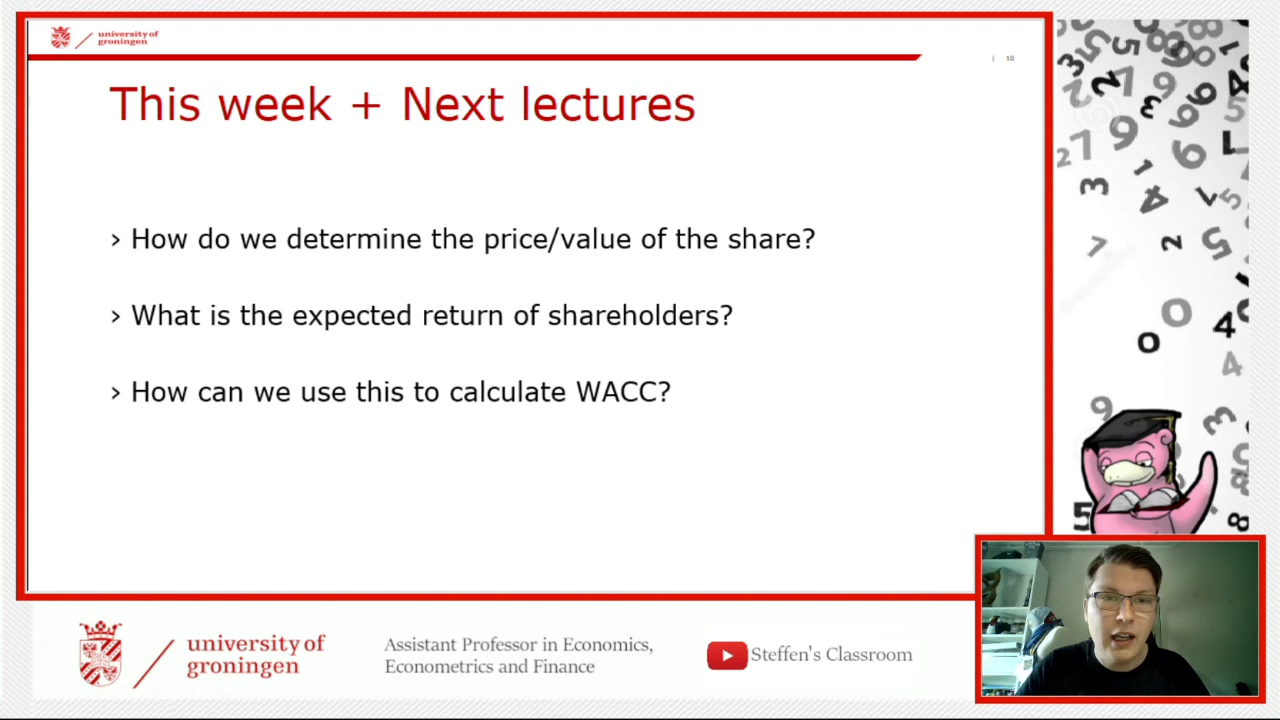 university of
groningen
| 10
This week + Next lectures
› How do we determine the price/value of the share?
› What is the expected return of shareholders?
› How can we use this to calculate WACC?
university of
groningen
Assistant Professor in Economics,
Econometrics and Finance
Steffen's Classroom